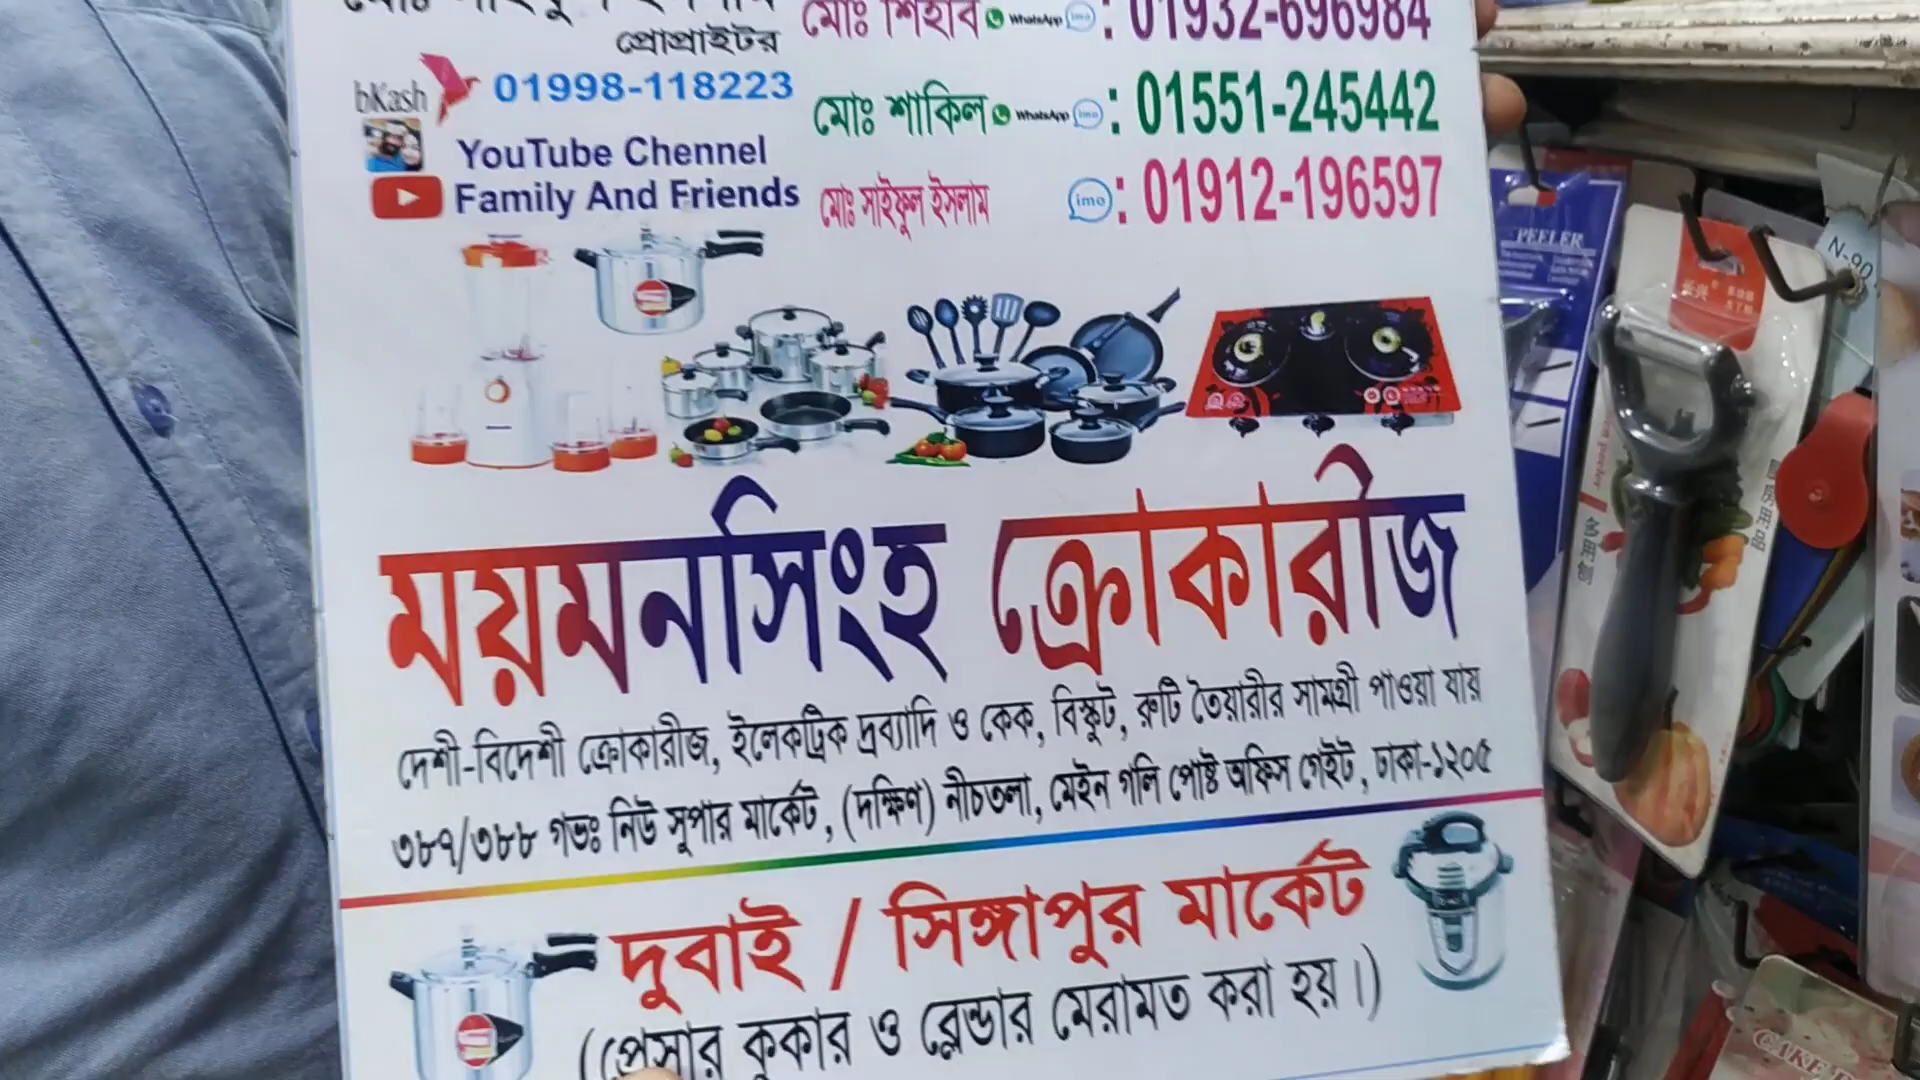 প্রোপ্রাইটর
মোঃ শিহাব WhatsApp imo : 01932-696984
bKash 01998-118223
মোঃ শাকিল WhatsApp imo : 01551-245442
YouTube Chennel
Family And Friends
মোঃ সাইফুল ইসলাম imo : 01912-196597
ময়মনসিংহ ক্রোকারীজ
দেশী-বিদেশী ক্রোকারীজ, ইলেকট্রিক দ্রব্যাদি ও কেক, বিস্কুট, রুটি তৈয়ারীর সামগ্রী পাওয়া যায়
৩৮৭/৩৮৮ গভঃ নিউ সুপার মার্কেট, (দক্ষিণ) নীচতলা, মেইন গলি পোষ্ট অফিস গেইট, ঢাকা-১২০৫
দুবাই / সিঙ্গাপুর মার্কেট
(প্রেসার কুকার ও ব্লেন্ডার মেরামত করা হয়।)
PEELER
N-90
CAKE